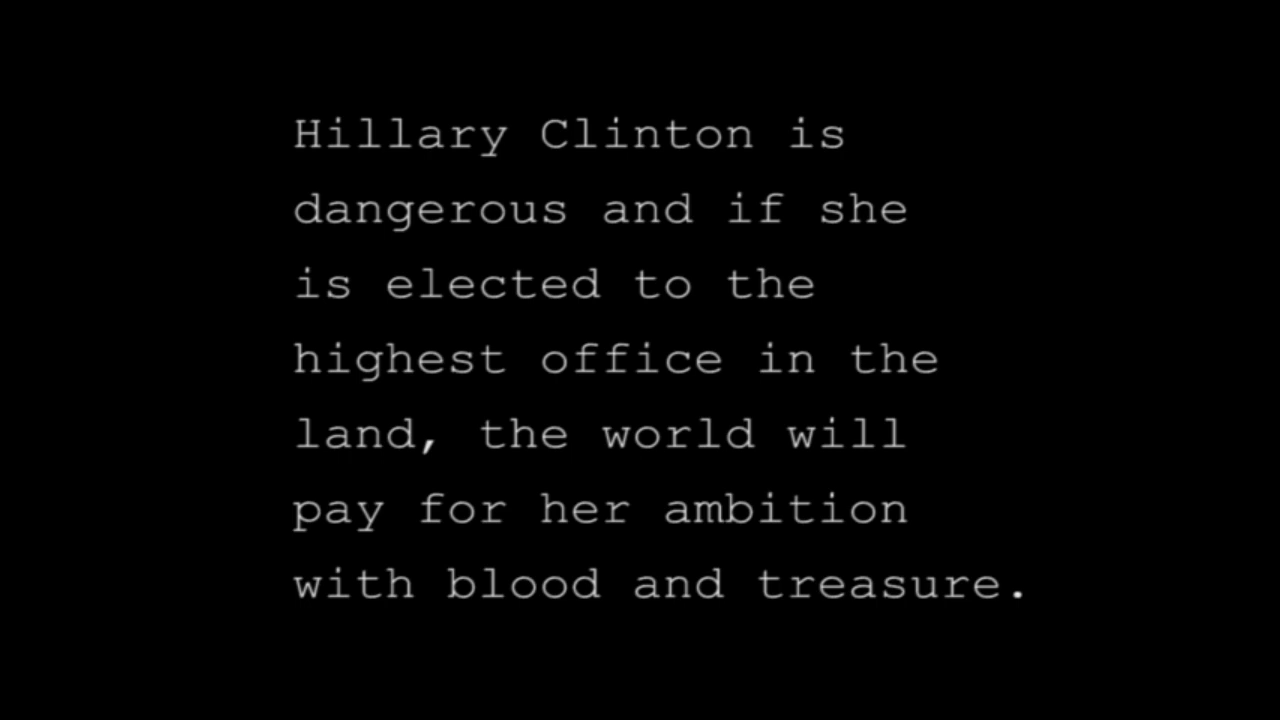 Hillary Clinton is
dangerous and if she
is elected to the
highest office in the
land, the world will
pay for her ambition
with blood and treasure.